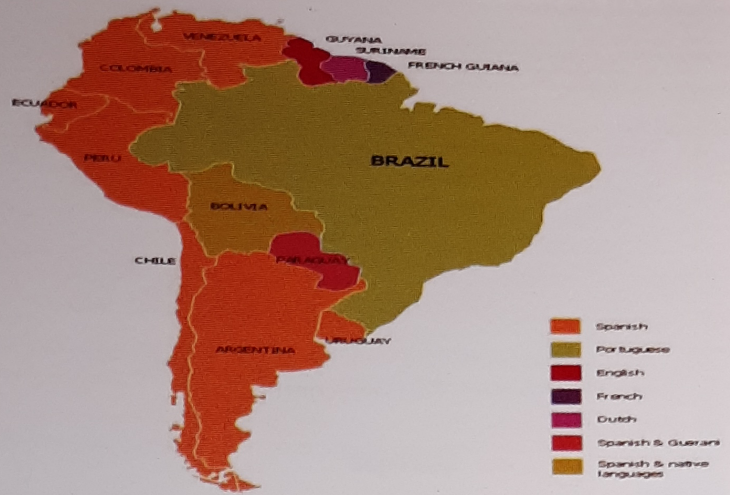 VENEZUELA
GUYANA
SURINAME
FRENCH GUIANA
COLOMBIA
ECUADOR
PERU
BRAZIL
BOLIVIA
CHILE
PARAGUAY
URUGUAY
ARGENTINA
Spanish
Portuguese
English
French
Dutch
Spanish & Guarani
Spanish & native
languages